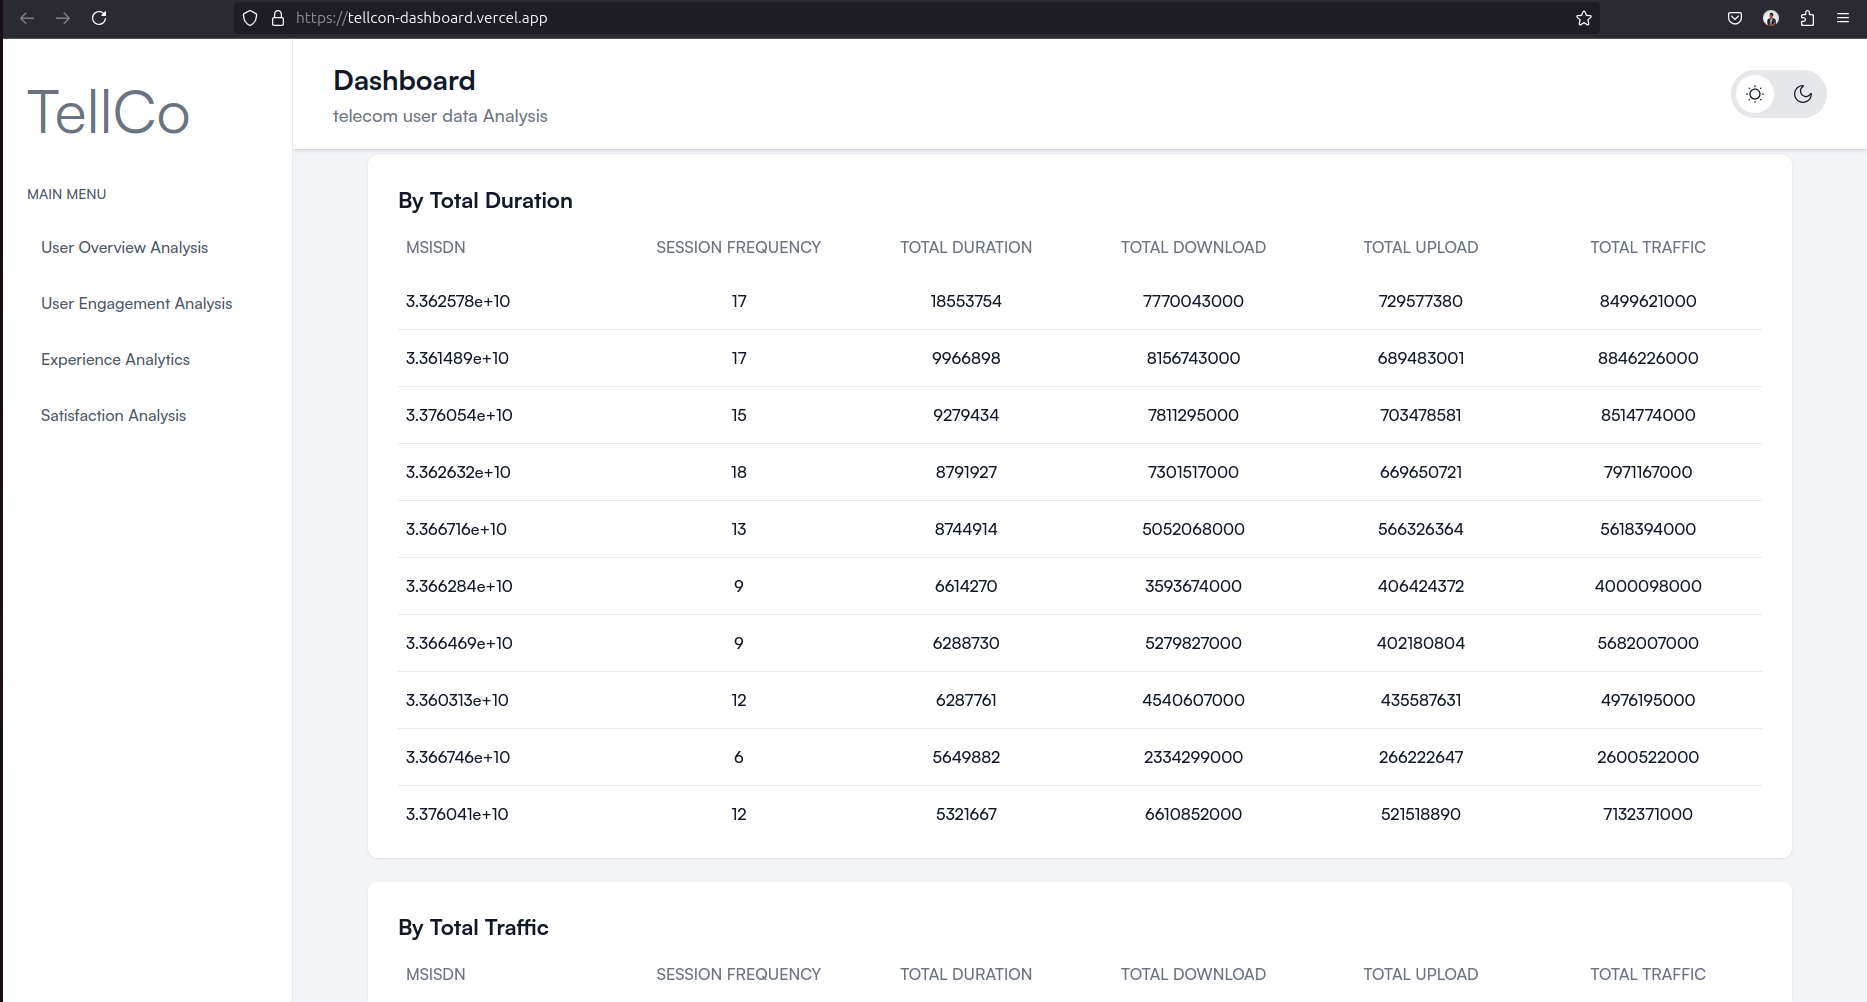 https://tellcon-dashboard.vercel.app
TellCo
MAIN MENU
User Overview Analysis
User Engagement Analysis
Experience Analytics
Satisfaction Analysis
Dashboard
telecom user data Analysis
By Total Duration
MSISDN SESSION FREQUENCY TOTAL DURATION TOTAL DOWNLOAD TOTAL UPLOAD TOTAL TRAFFIC
3.362578e+10 17 18553754 7770043000 729577380 8499621000
3.361489e+10 17 9966898 8156743000 689483001 8846226000
3.376054e+10 15 9279434 7811295000 703478581 8514774000
3.362632e+10 18 8791927 7301517000 669650721 7971167000
3.366716e+10 13 8744914 5052068000 566326364 5618394000
3.366284e+10 9 6614270 3593674000 406424372 4000098000
3.366469e+10 9 6288730 5279827000 402180804 5682007000
3.360313e+10 12 6287761 4540607000 435587631 4976195000
3.366746e+10 6 5649882 2334299000 266222647 2600522000
3.376041e+10 12 5321667 6610852000 521518890 7132371000
By Total Traffic
MSISDN SESSION FREQUENCY TOTAL DURATION TOTAL DOWNLOAD TOTAL UPLOAD TOTAL TRAFFIC